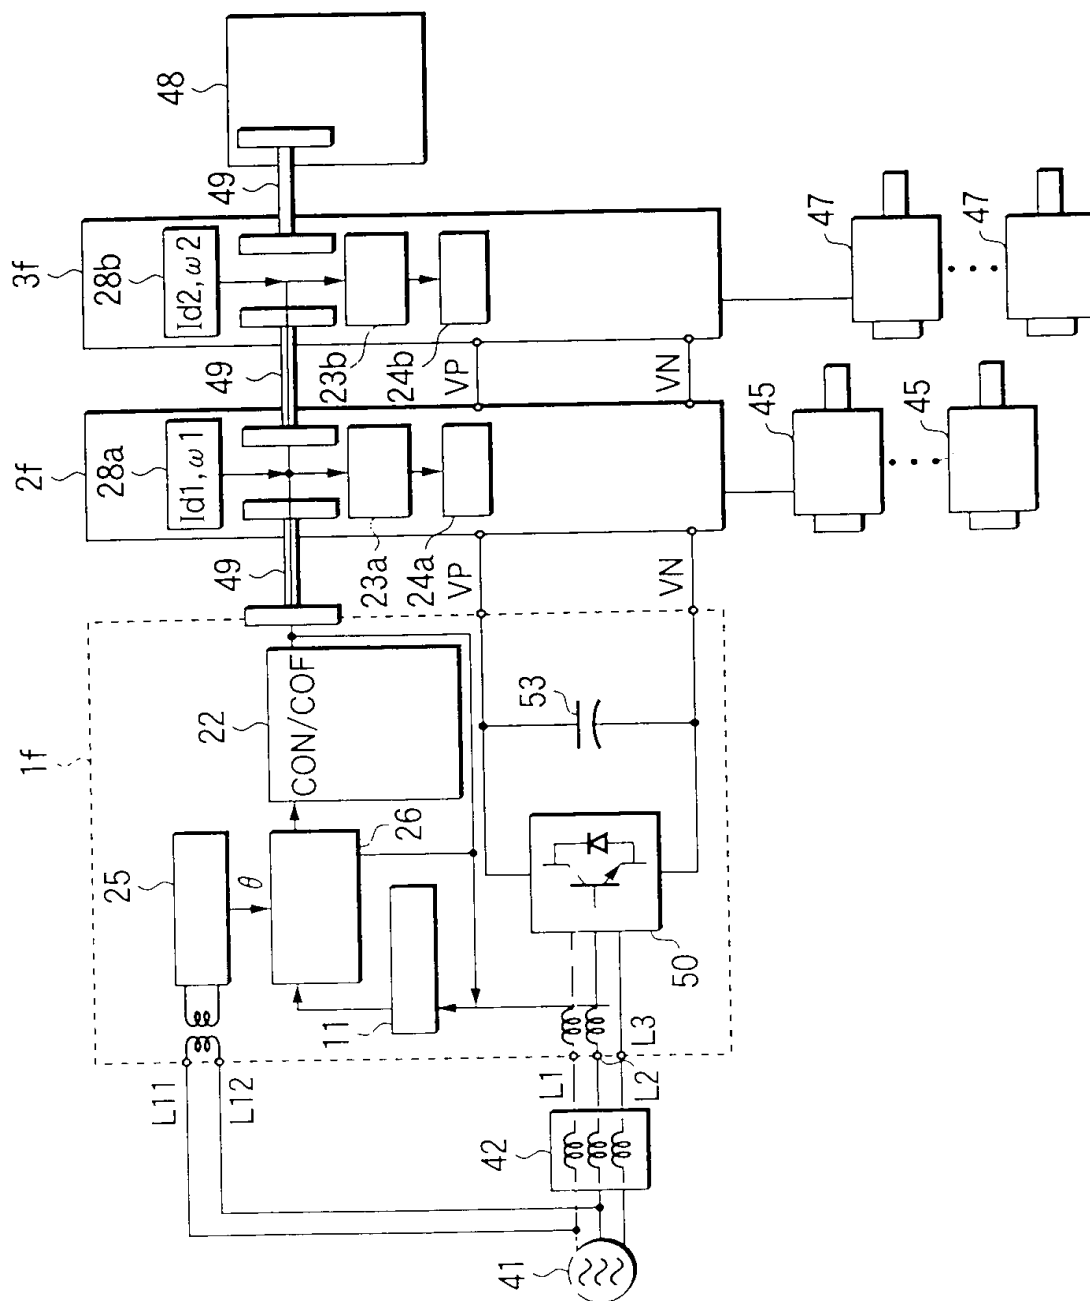 1f
2f
3f
25
θ
22
CON/COF
26
11
L11
L12
L1
L2
L3
42
41
50
53
49
VP
VN
28a
Id1, ω1
23a
24a
49
VP
VN
28b
Id2, ω2
23b
24b
49
48
45
45
47
47